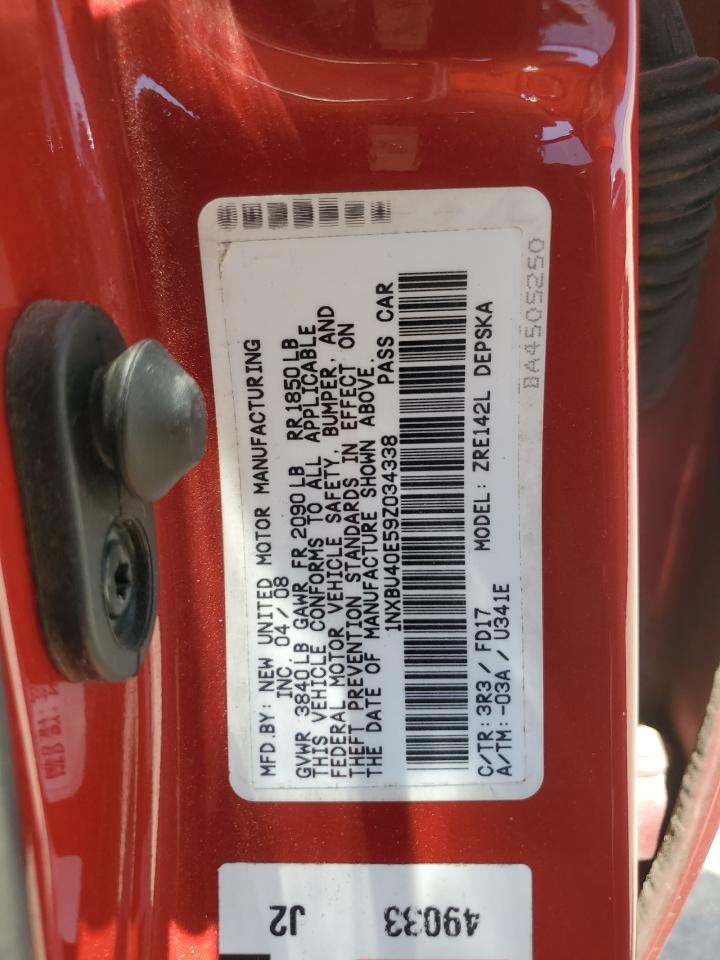 MFD.BY: NEW UNITED MOTOR MANUFACTURING
INC. 04 / 08
GVWR 3840LB GAWR FR 2090LB RR1850LB
THIS VEHICLE CONFORMS TO ALL APPLICABLE
FEDERAL MOTOR VEHICLE SAFETY, BUMPER, AND
THEFT PREVENTION STANDARDS IN EFFECT ON
THE DATE OF MANUFACTURE SHOWN ABOVE.
1NXBU40E59Z034338 PASS CAR
C/TR: 3R3 / FD17 MODEL: ZRE142L DEPSKA
A/TM: -03A / U341E
BA4505250
49033
J2